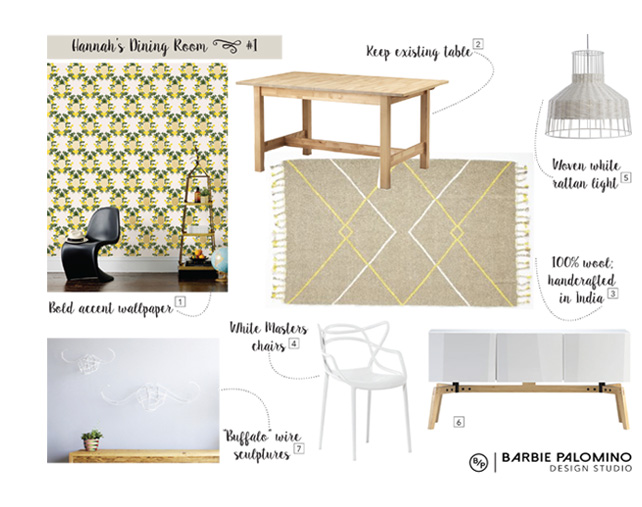 Hannah's Dining Room #1
Keep existing table 2
Woven white
rattan light 5
100% wool;
handcrafted
in India 3
Bold accent wallpaper 1
White Masters
chairs 4
6
"Buffalo" wire
sculptures 7
B/P BARBIE PALOMINO
DESIGN STUDIO